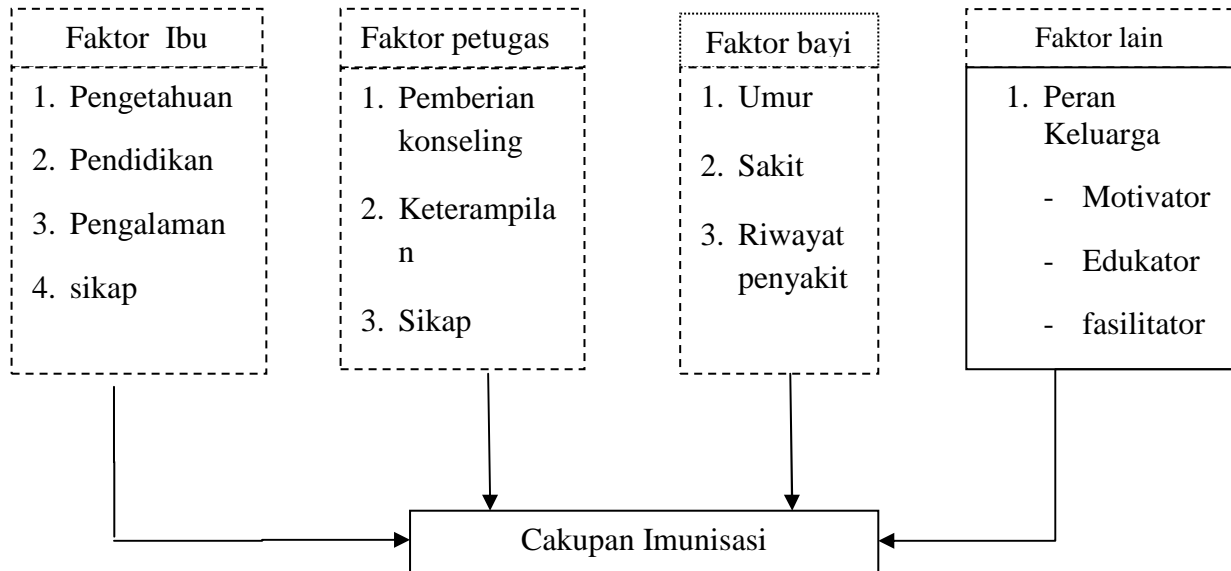 Faktor Ibu
1. Pengetahuan
2. Pendidikan
3. Pengalaman
4. sikap
Faktor petugas
1. Pemberian
konseling
2. Keterampila
n
3. Sikap
Faktor bayi
1. Umur
2. Sakit
3. Riwayat
penyakit
Faktor lain
1. Peran
Keluarga
- Motivator
- Edukator
- fasilitator
Cakupan Imunisasi